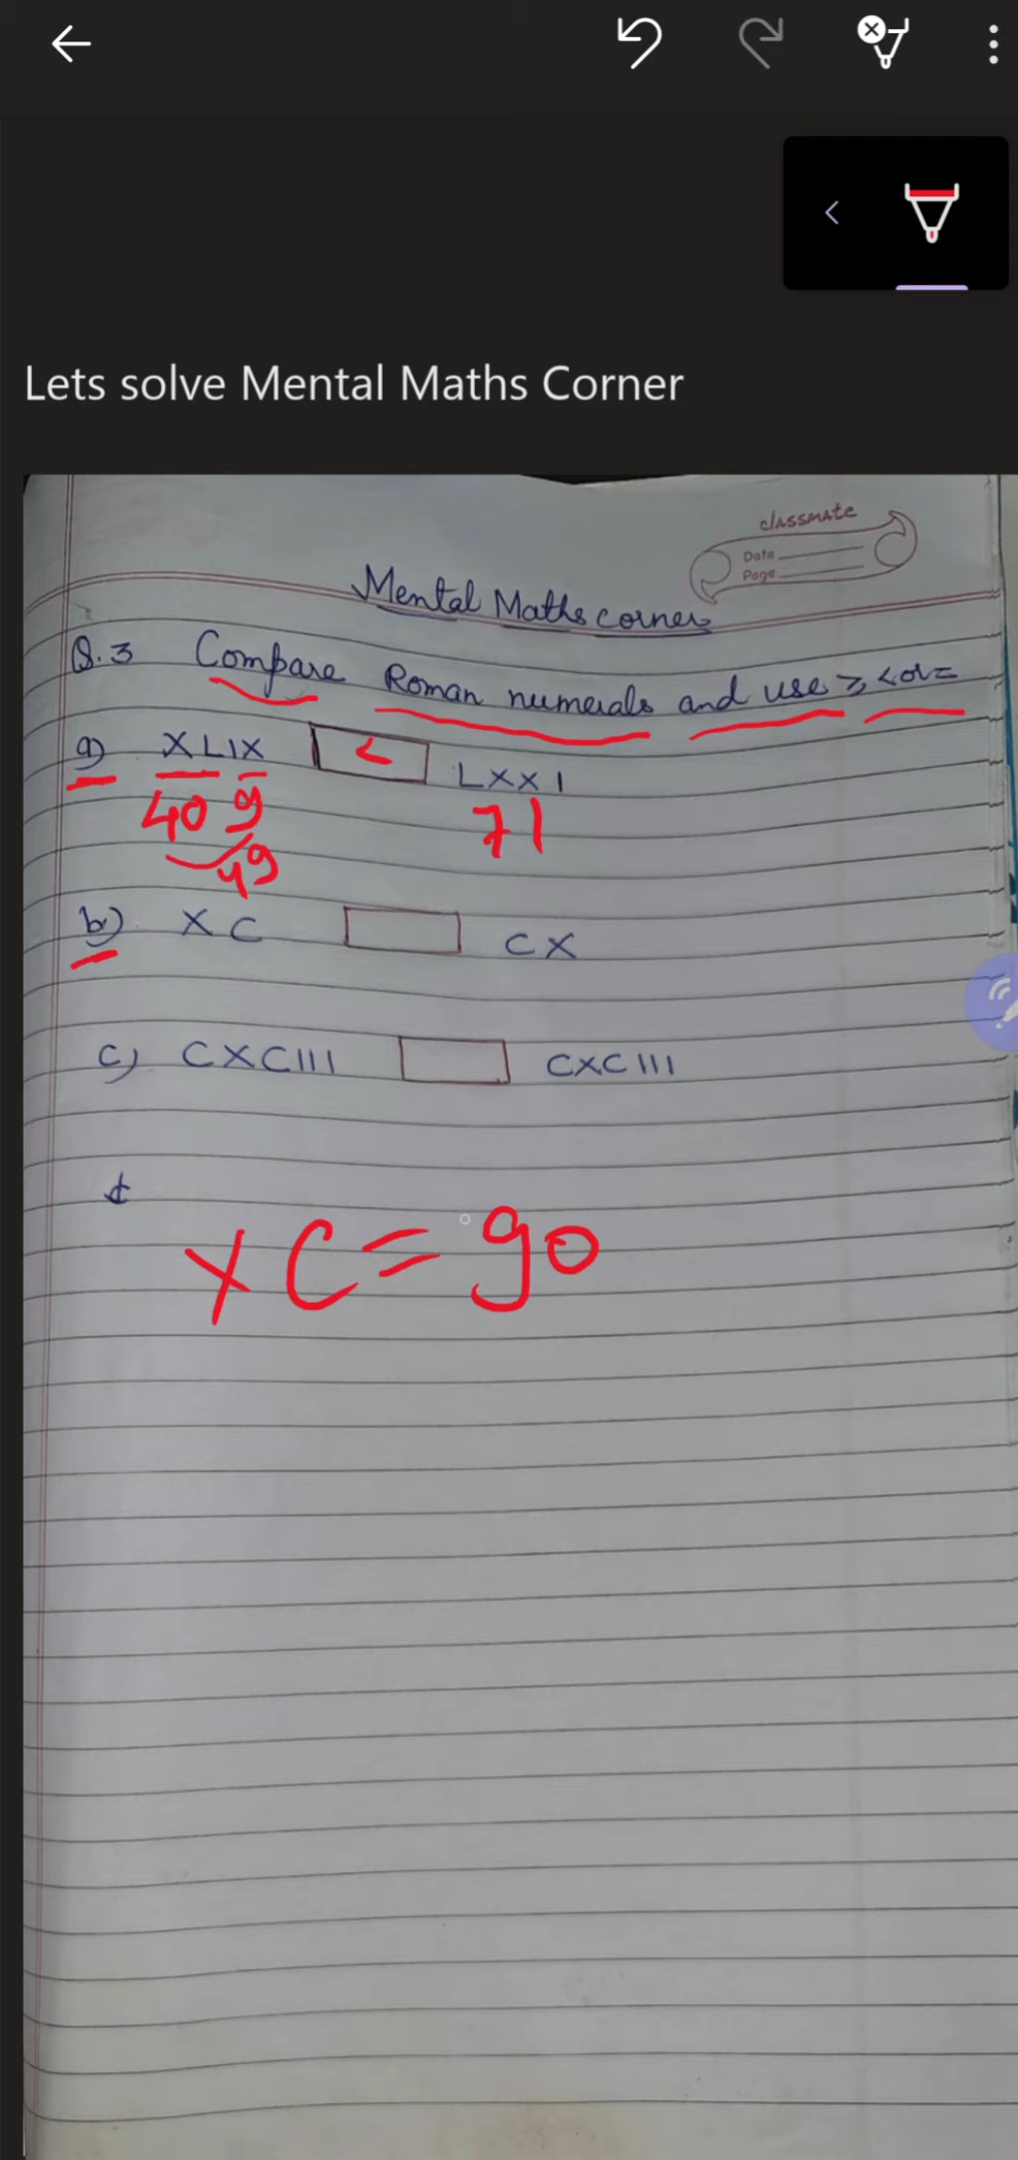 Lets solve Mental Maths Corner
classmate
Date
Page
Mental Maths corner
Q.3 Compare Roman numerals and use > < or =
a) XLIX < LXXI
40 9 71
49
b) XC CX
c) CXCIII CXCIII
XC = 90